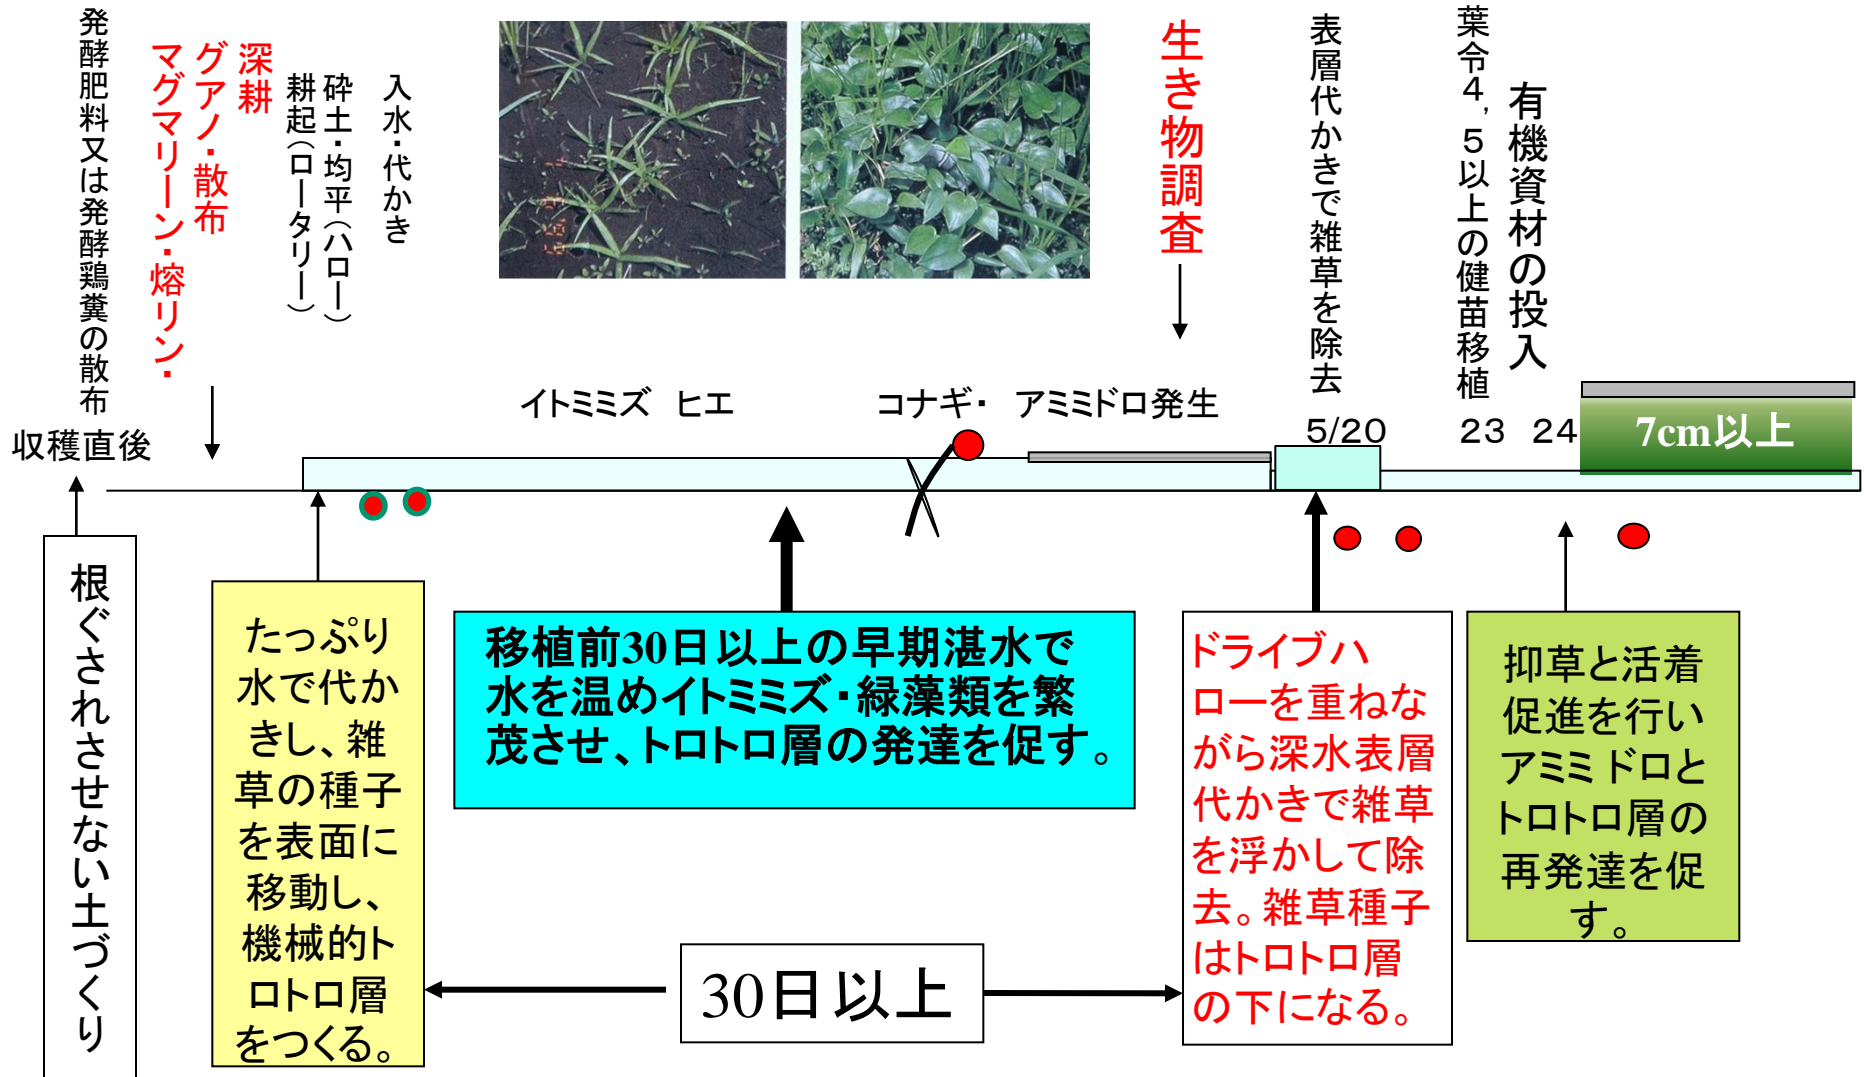 発酵肥料又は発酵鶏糞の散布
深耕
グアノ・散布
マグマリーン・熔リン・
入水・代かき
砕土・均平(ハロー)
耕起(ロータリー)
生き物調査
表層代かきで雑草を除去
有機資材の投入
葉令4,5以上の健苗移植
イトミミズ ヒエ
コナギ・ アミミドロ発生
収穫直後
5/20
23
24
7cm以上
根ぐされさせない土づくり
たっぷり
水で代か
きし、雑
草の種子
を表面に
移動し、
機械的ト
ロトロ層
をつくる。
移植前30日以上の早期湛水で
水を温めイトミミズ・緑藻類を繁
茂させ、トロトロ層の発達を促す。
ドライブハ
ローを重ねな
がら深水表層
代かきで雑草
を浮かして除
去。雑草種子
はトロトロ層
の下になる。
抑草と活着
促進を行い
アミミドロと
トロトロ層の
再発達を促
す。
30日以上